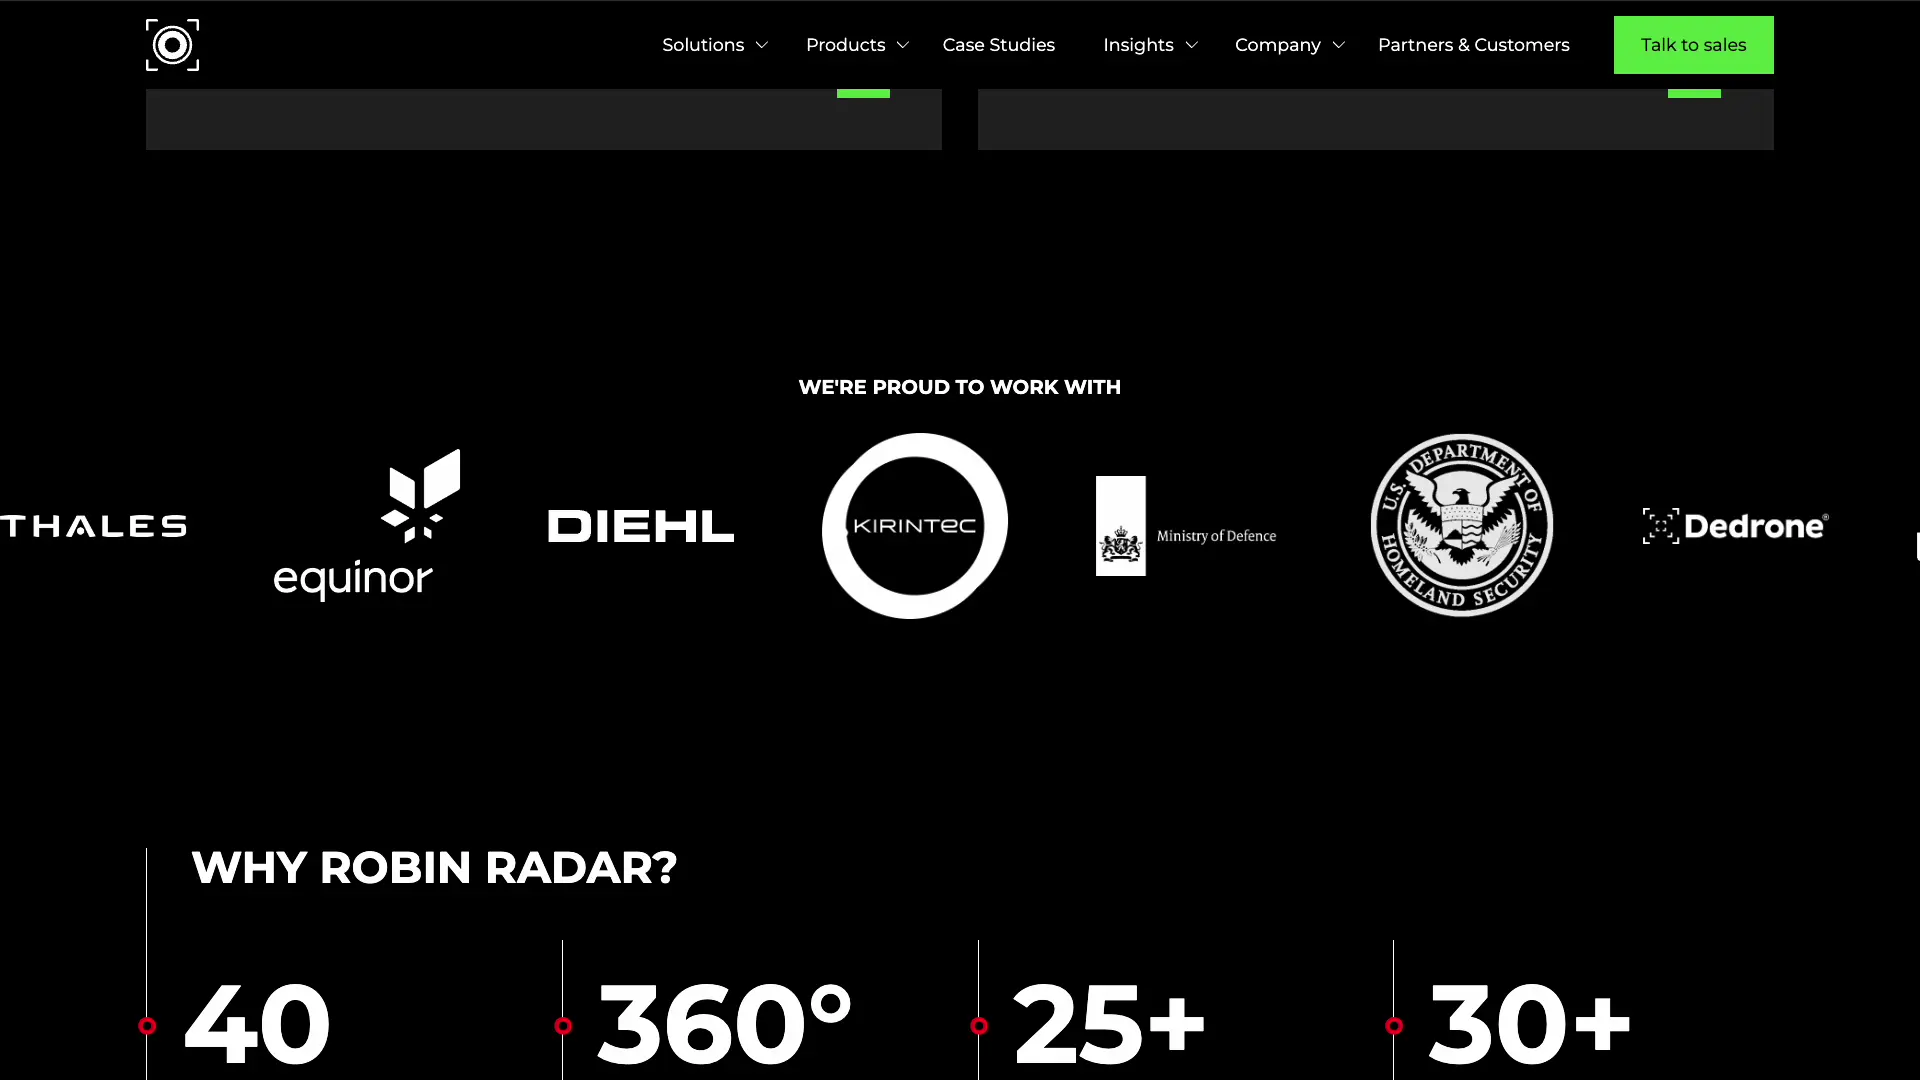 Solutions
Products
Case Studies
Insights
Company
Partners & Customers
Talk to sales
WE'RE PROUD TO WORK WITH
THALES
equinor
DIEHL
KIRINTEC
Ministry of Defence
U.S. DEPARTMENT OF HOMELAND SECURITY
Dedrone®
WHY ROBIN RADAR?
40
360°
25+
30+